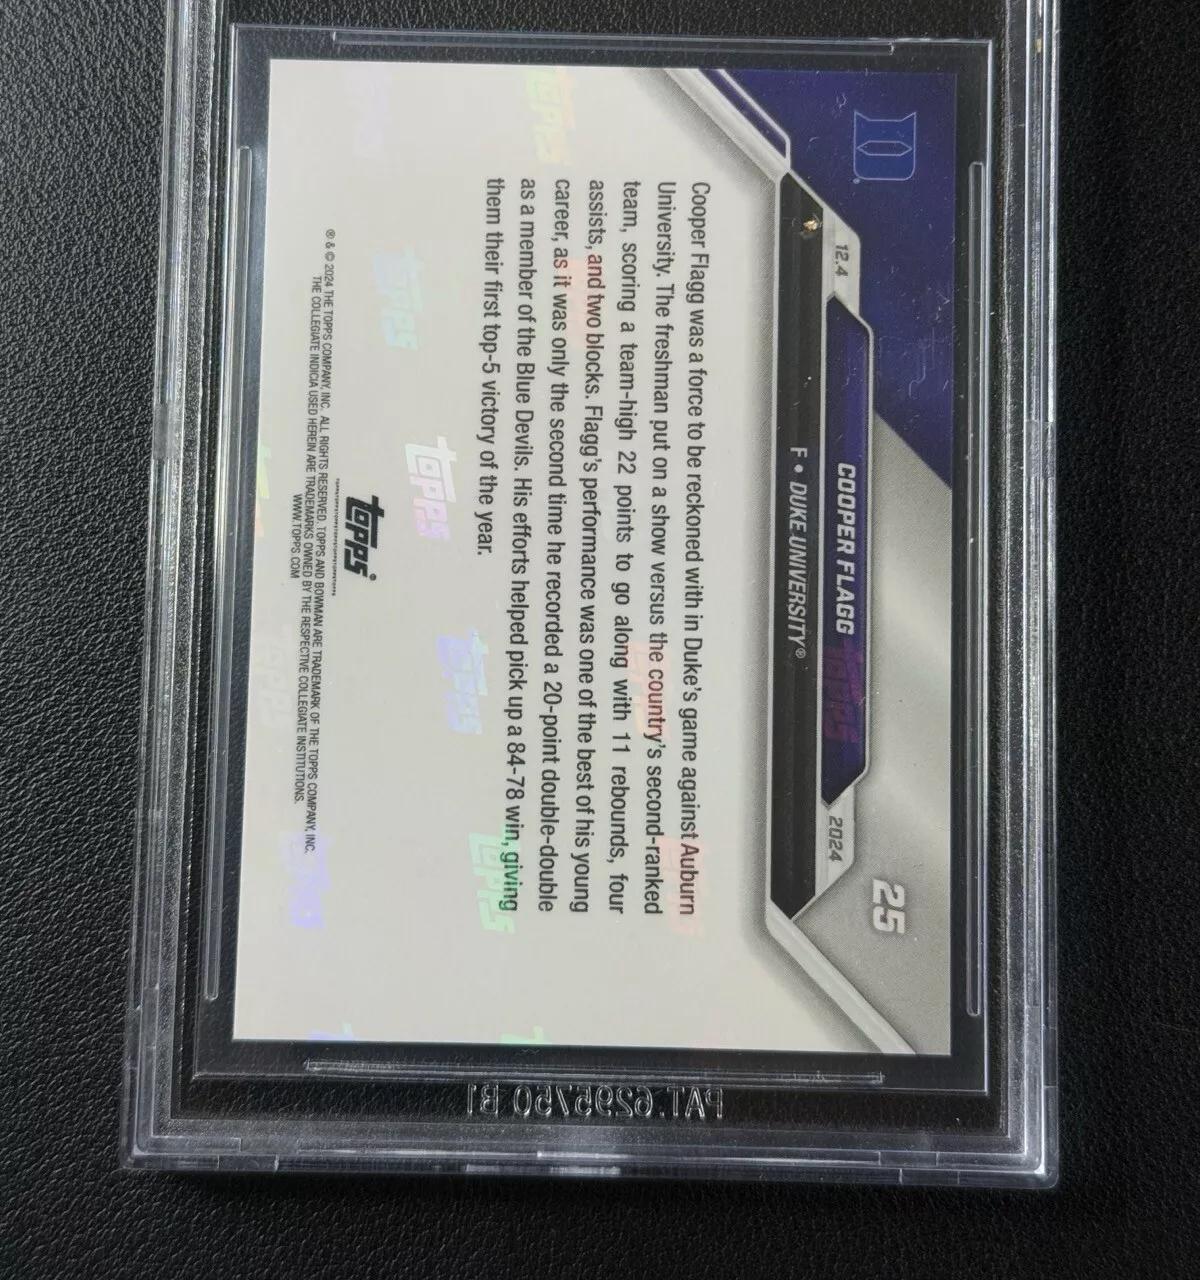 25
12.4
COOPER FLAGG
2024
F • DUKE UNIVERSITY®
Cooper Flagg was a force to be reckoned with in Duke's game against Auburn
University. The freshman put on a show versus the country's second-ranked
team, scoring a team-high 22 points to go along with 11 rebounds, four
assists, and two blocks. Flagg's performance was one of the best of his young
career, as it was only the second time he recorded a 20-point double-double
as a member of the Blue Devils. His efforts helped pick up a 84-78 win, giving
them their first top-5 victory of the year.
topps®
® & © 2024 THE TOPPS COMPANY, INC. ALL RIGHTS RESERVED. TOPPS AND BOWMAN ARE TRADEMARK OF THE TOPPS COMPANY, INC.
THE COLLEGIATE INDICIA USED HEREIN ARE TRADEMARKS OWNED BY THE RESPECTIVE COLLEGIATE INSTITUTIONS.
WWW.TOPPS.COM
PAT. 6295750 B1